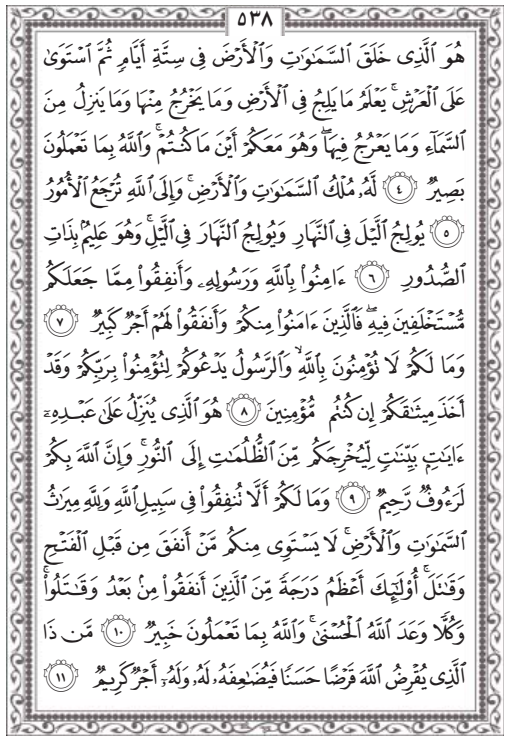 ٥٣٨
هُوَ ٱلَّذِى خَلَقَ ٱلسَّمَٰوَٰتِ وَٱلْأَرْضَ فِى سِتَّةِ أَيَّامٍ ثُمَّ ٱسْتَوَىٰ
عَلَى ٱلْعَرْشِ ۚ يَعْلَمُ مَا يَلِجُ فِى ٱلْأَرْضِ وَمَا يَخْرُجُ مِنْهَا وَمَا يَنزِلُ مِنَ
ٱلسَّمَآءِ وَمَا يَعْرُجُ فِيهَا ۖ وَهُوَ مَعَكُمْ أَيْنَ مَا كُنتُمْ ۚ وَٱللَّهُ بِمَا تَعْمَلُونَ
بَصِيرٌ ٤ لَّهُۥ مُلْكُ ٱلسَّمَٰوَٰتِ وَٱلْأَرْضِ ۚ وَإِلَى ٱللَّهِ تُرْجَعُ ٱلْأُمُورُ
٥ يُولِجُ ٱلَّيْلَ فِى ٱلنَّهَارِ وَيُولِجُ ٱلنَّهَارَ فِى ٱلَّيْلِ ۚ وَهُوَ عَلِيمٌۢ بِذَاتِ
ٱلصُّدُورِ ٦ ءَامِنُوا۟ بِٱللَّهِ وَرَسُولِهِۦ وَأَنفِقُوا۟ مِمَّا جَعَلَكُم
مُّسْتَخْلَفِينَ فِيهِ ۖ فَٱلَّذِينَ ءَامَنُوا۟ مِنكُمْ وَأَنفَقُوا۟ لَهُمْ أَجْرٌ كَبِيرٌ ٧
وَمَا لَكُمْ لَا تُؤْمِنُونَ بِٱللَّهِ ۙ وَٱلرَّسُولُ يَدْعُوكُمْ لِتُؤْمِنُوا۟ بِرَبِّكُمْ وَقَدْ
أَخَذَ مِيثَٰقَكُمْ إِن كُنتُم مُّؤْمِنِينَ ٨ هُوَ ٱلَّذِى يُنَزِّلُ عَلَىٰ عَبْدِهِۦٓ
ءَايَٰتٍۭ بَيِّنَٰتٍ لِّيُخْرِجَكُم مِّنَ ٱلظُّلُمَٰتِ إِلَى ٱلنُّورِ ۚ وَإِنَّ ٱللَّهَ بِكُمْ
لَرَءُوفٌ رَّحِيمٌ ٩ وَمَا لَكُمْ أَلَّا تُنفِقُوا۟ فِى سَبِيلِ ٱللَّهِ وَلِلَّهِ مِيرَٰثُ
ٱلسَّمَٰوَٰتِ وَٱلْأَرْضِ ۚ لَا يَسْتَوِى مِنكُم مَّنْ أَنفَقَ مِن قَبْلِ ٱلْفَتْحِ
وَقَٰتَلَ ۚ أُو۟لَٰٓئِكَ أَعْظَمُ دَرَجَةً مِّنَ ٱلَّذِينَ أَنفَقُوا۟ مِنۢ بَعْدُ وَقَٰتَلُوا۟ ۚ
وَكُلًّا وَعَدَ ٱللَّهُ ٱلْحُسْنَىٰ ۚ وَٱللَّهُ بِمَا تَعْمَلُونَ خَبِيرٌ ١٠ مَّن ذَا
ٱلَّذِى يُقْرِضُ ٱللَّهَ قَرْضًا حَسَنًا فَيُضَٰعِفَهُۥ لَهُۥ وَلَهُۥٓ أَجْرٌ كَرِيمٌ ١١